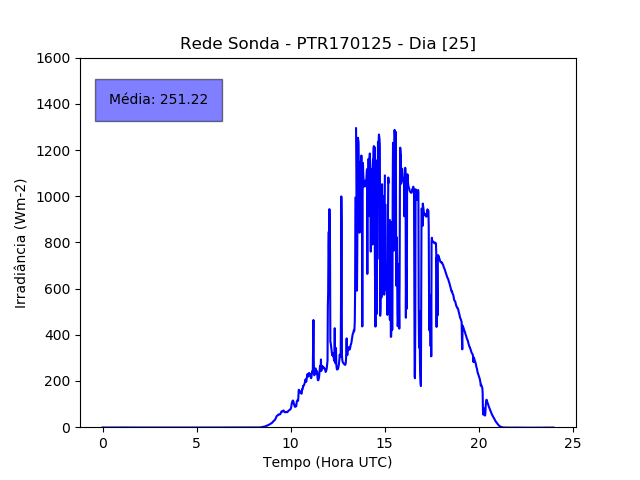 Rede Sonda - PTR170125 - Dia [25]
1600
1400
1200
1000
800
600
400
200
0
Irradiância (Wm-2)
Média: 251.22
0 5 10 15 20 25
Tempo (Hora UTC)